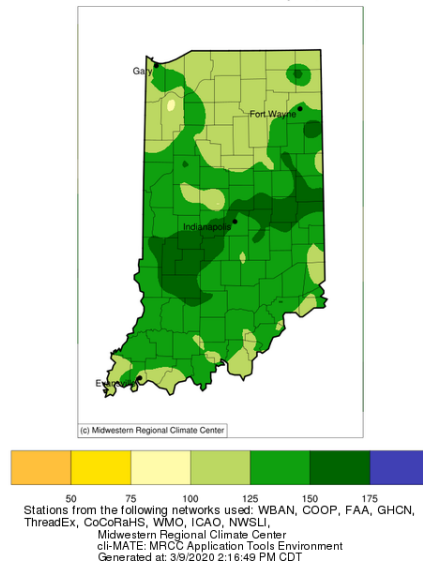 Gary
Fort Wayne
Indianapolis
Evansville
(c) Midwestern Regional Climate Center
50 75 100 125 150 175
Stations from the following networks used: WBAN, COOP, FAA, GHCN,
ThreadEx, CoCoRaHS, WMO, ICAO, NWSLI,
Midwestern Regional Climate Center
cli-MATE: MRCC Application Tools Environment
Generated at: 3/9/2020 2:16:49 PM CDT